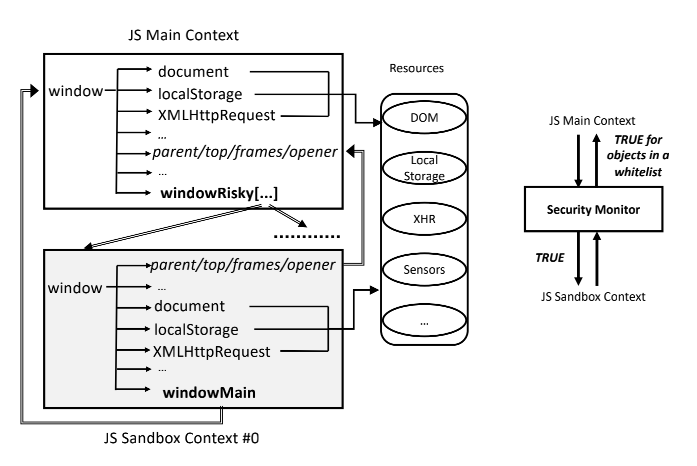 JS Main Context
window
document
localStorage
XMLHttpRequest
...
parent/top/frames/opener
...
windowRisky[...]
parent/top/frames/opener
window
...
document
localStorage
XMLHttpRequest
...
windowMain
JS Sandbox Context #0
Resources
DOM
Local
Storage
XHR
Sensors
...
JS Main Context
TRUE for
objects in a
whitelist
Security Monitor
TRUE
JS Sandbox Context